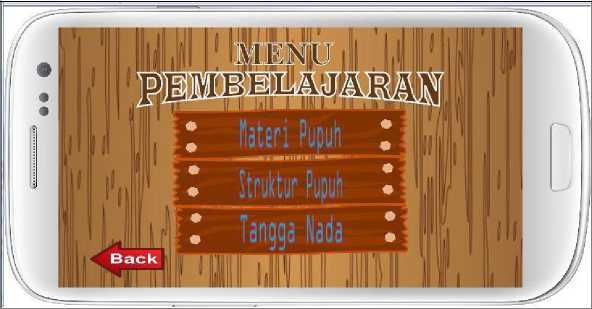 MENU
PEMBELAJARAN
Materi Pupuh
Struktur Pupuh
Tangga Nada
Back